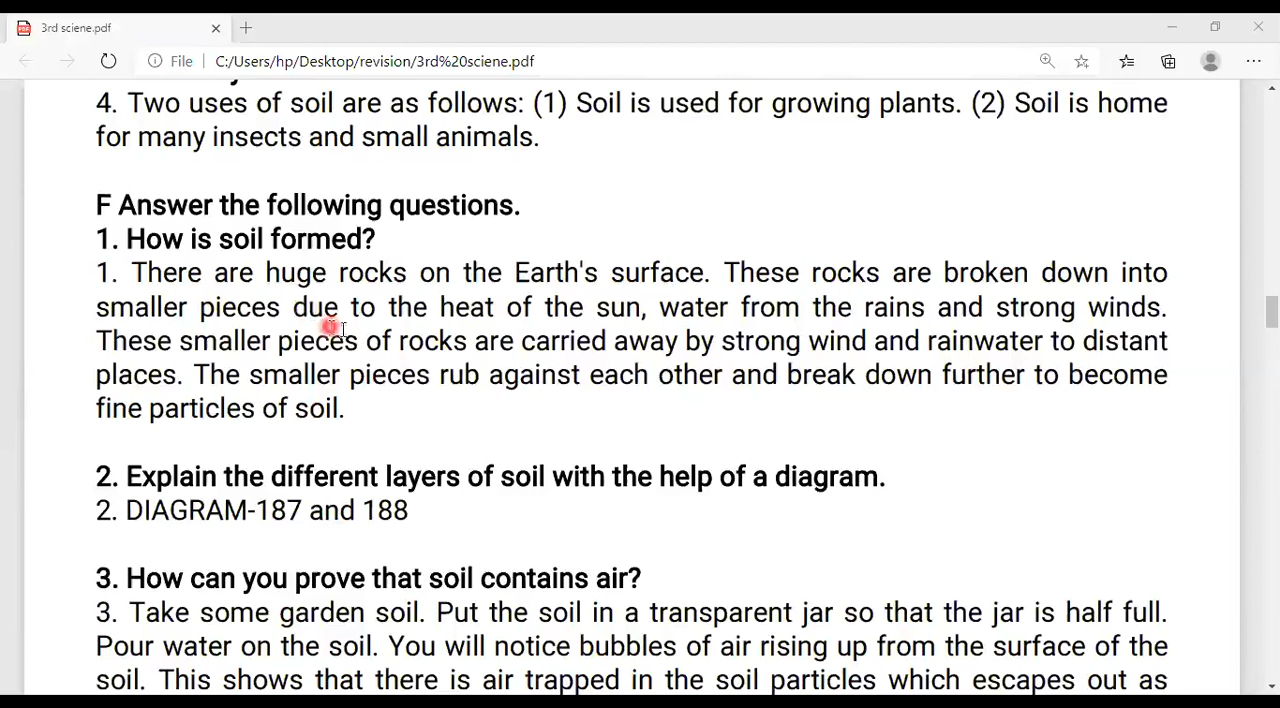 3rd sciene.pdf
File
C:/Users/hp/Desktop/revision/3rd%20sciene.pdf
4. Two uses of soil are as follows: (1) Soil is used for growing plants. (2) Soil is home
for many insects and small animals.
F Answer the following questions.
1. How is soil formed?
1. There are huge rocks on the Earth's surface. These rocks are broken down into
smaller pieces due to the heat of the sun, water from the rains and strong winds.
These smaller pieces of rocks are carried away by strong wind and rainwater to distant
places. The smaller pieces rub against each other and break down further to become
fine particles of soil.
2. Explain the different layers of soil with the help of a diagram.
2. DIAGRAM-187 and 188
3. How can you prove that soil contains air?
3. Take some garden soil. Put the soil in a transparent jar so that the jar is half full.
Pour water on the soil. You will notice bubbles of air rising up from the surface of the
soil. This shows that there is air trapped in the soil particles which escapes out as